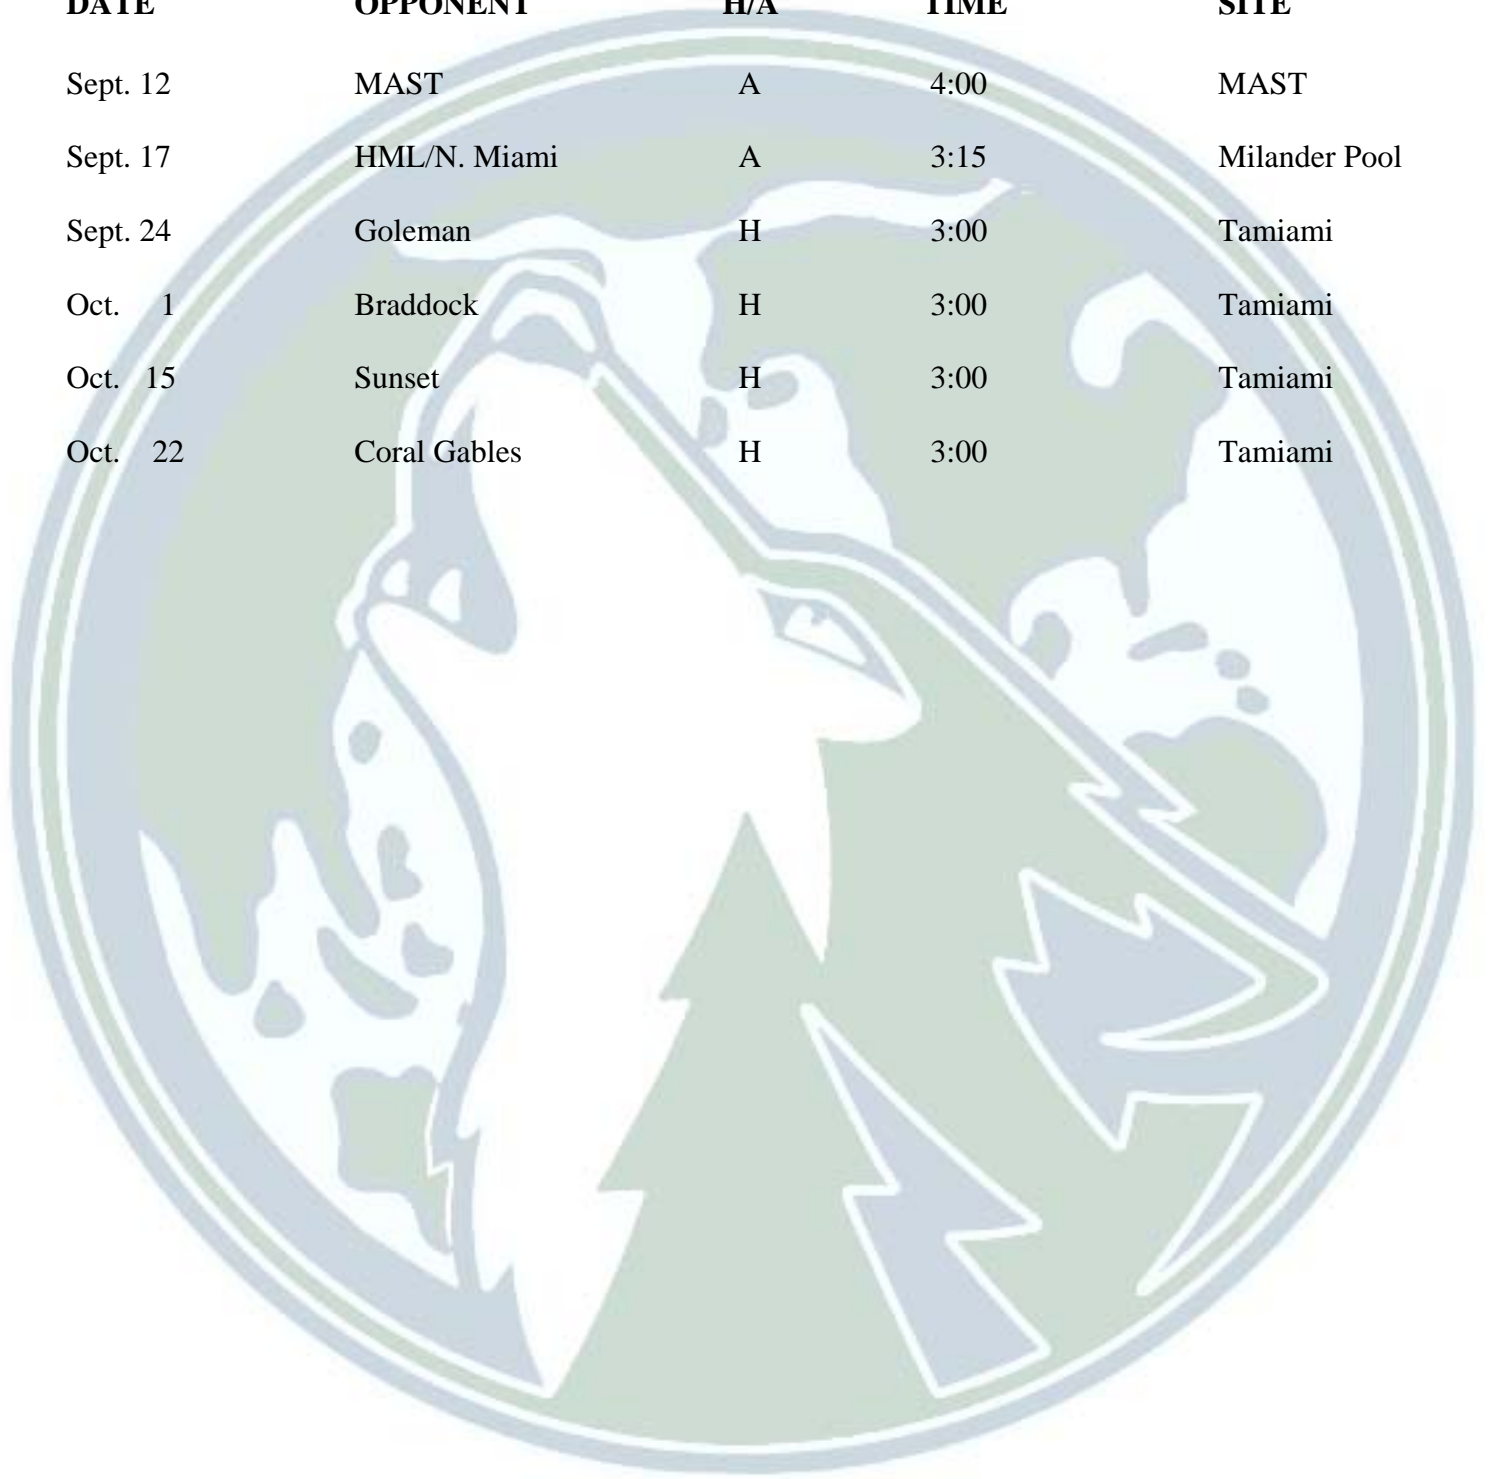 DATE OPPONENT H/A TIME SITE
Sept. 12 MAST A 4:00 MAST
Sept. 17 HML/N. Miami A 3:15 Milander Pool
Sept. 24 Goleman H 3:00 Tamiami
Oct. 1 Braddock H 3:00 Tamiami
Oct. 15 Sunset H 3:00 Tamiami
Oct. 22 Coral Gables H 3:00 Tamiami